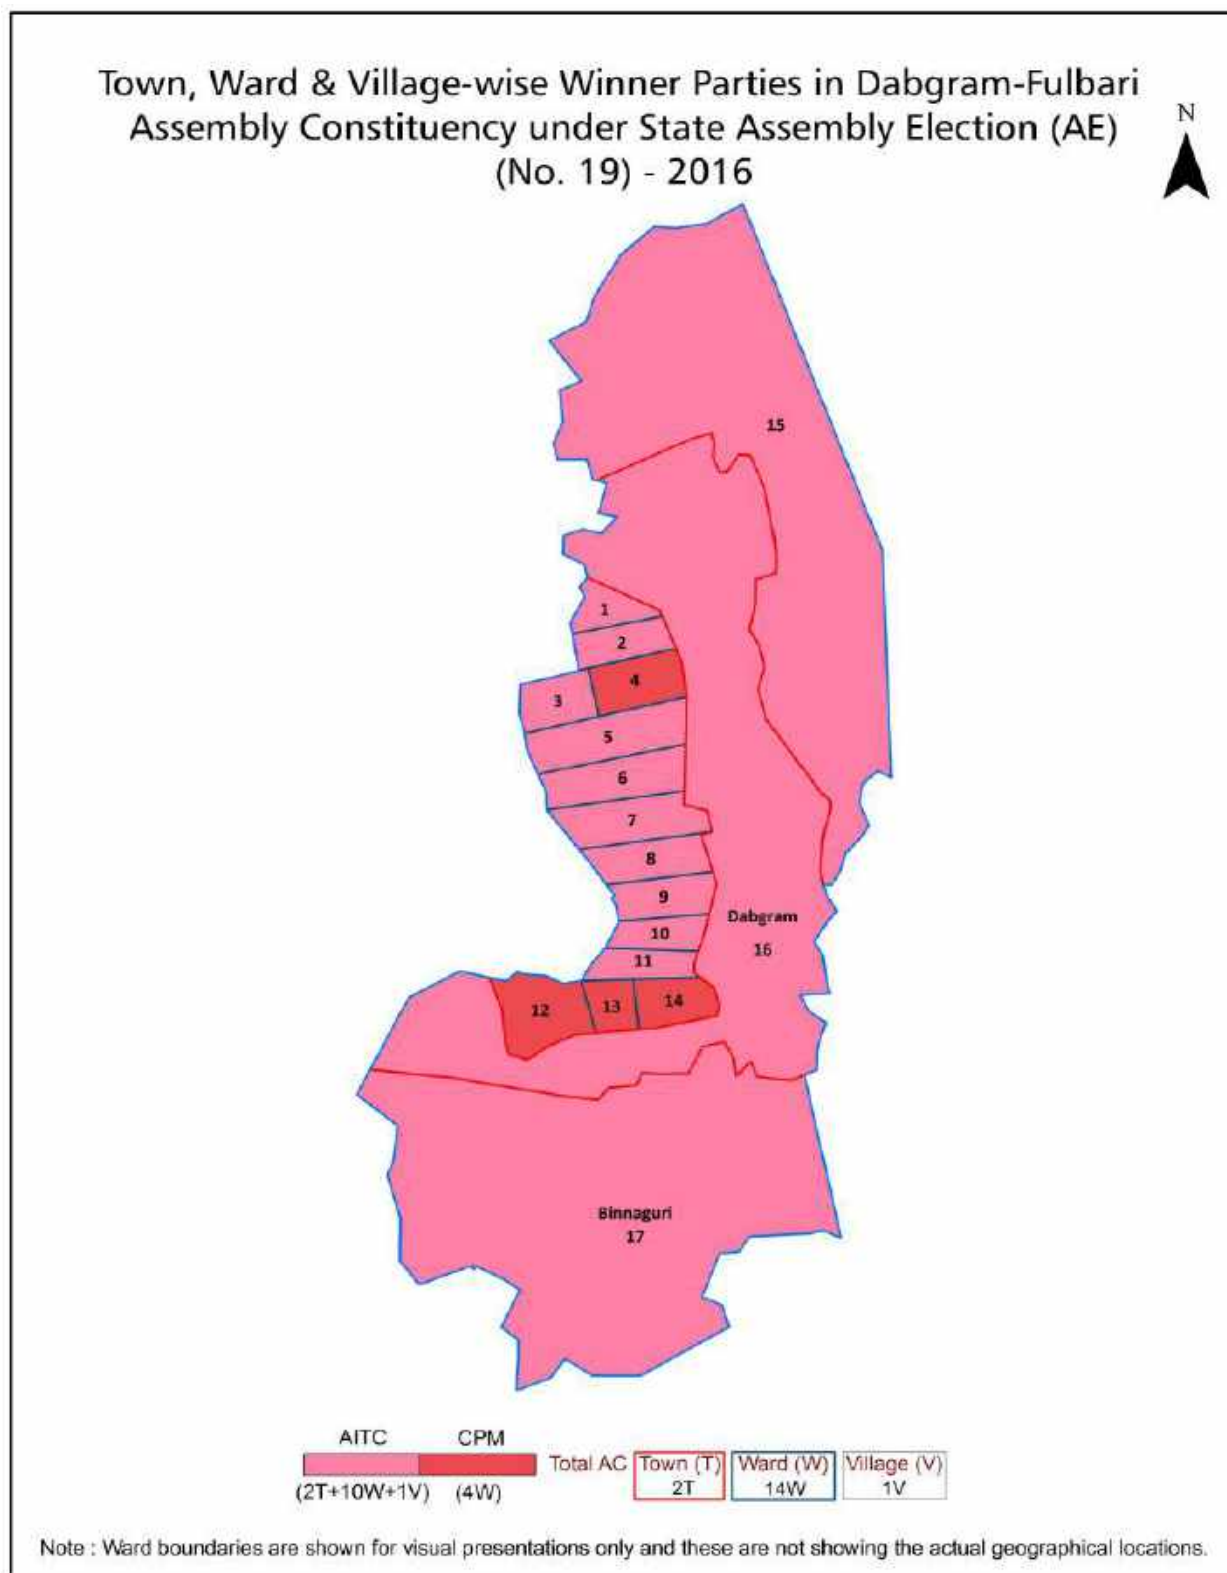 Town, Ward & Village-wise Winner Parties in Dabgram-Fulbari
Assembly Constituency under State Assembly Election (AE)
(No. 19) - 2016
N
15
1
2
4
3
5
6
7
8
9
10
11
Dabgram
16
12
13
14
Binnaguri
17
AITC CPM
Total AC Town (T) Ward (W) Village (V)
2T 14W 1V
(2T+10W+1V) (4W)
Note : Ward boundaries are shown for visual presentations only and these are not showing the actual geographical locations.